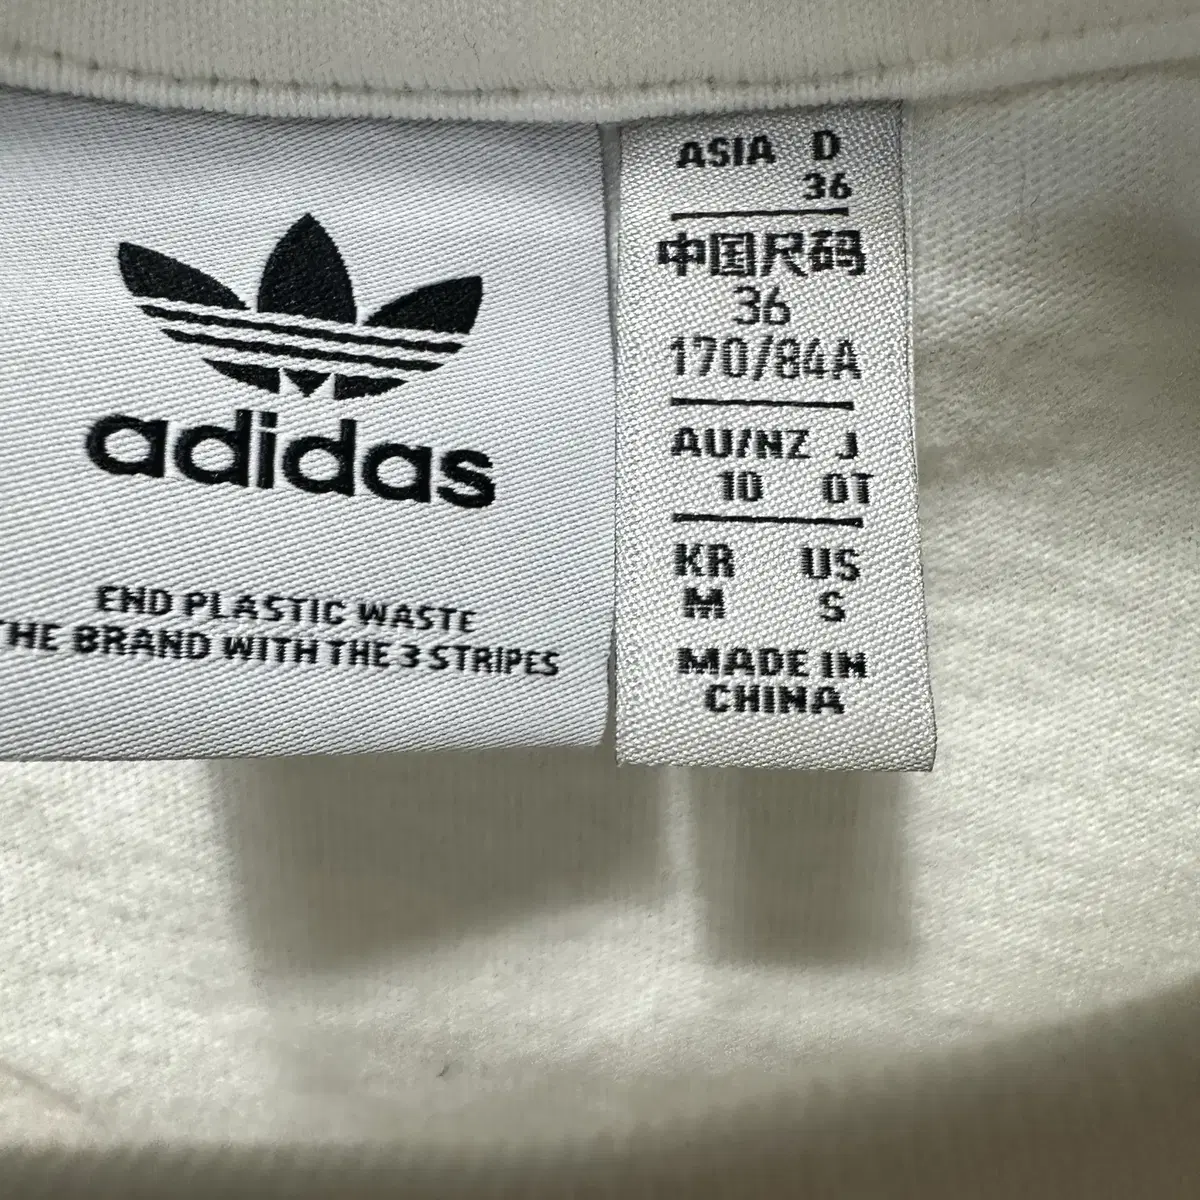 adidas
END PLASTIC WASTE
THE BRAND WITH THE 3 STRIPES
ASIA D
36
中国尺码
36
170/84A
AU/NZ J
10 OT
KR US
M S
MADE IN
CHINA